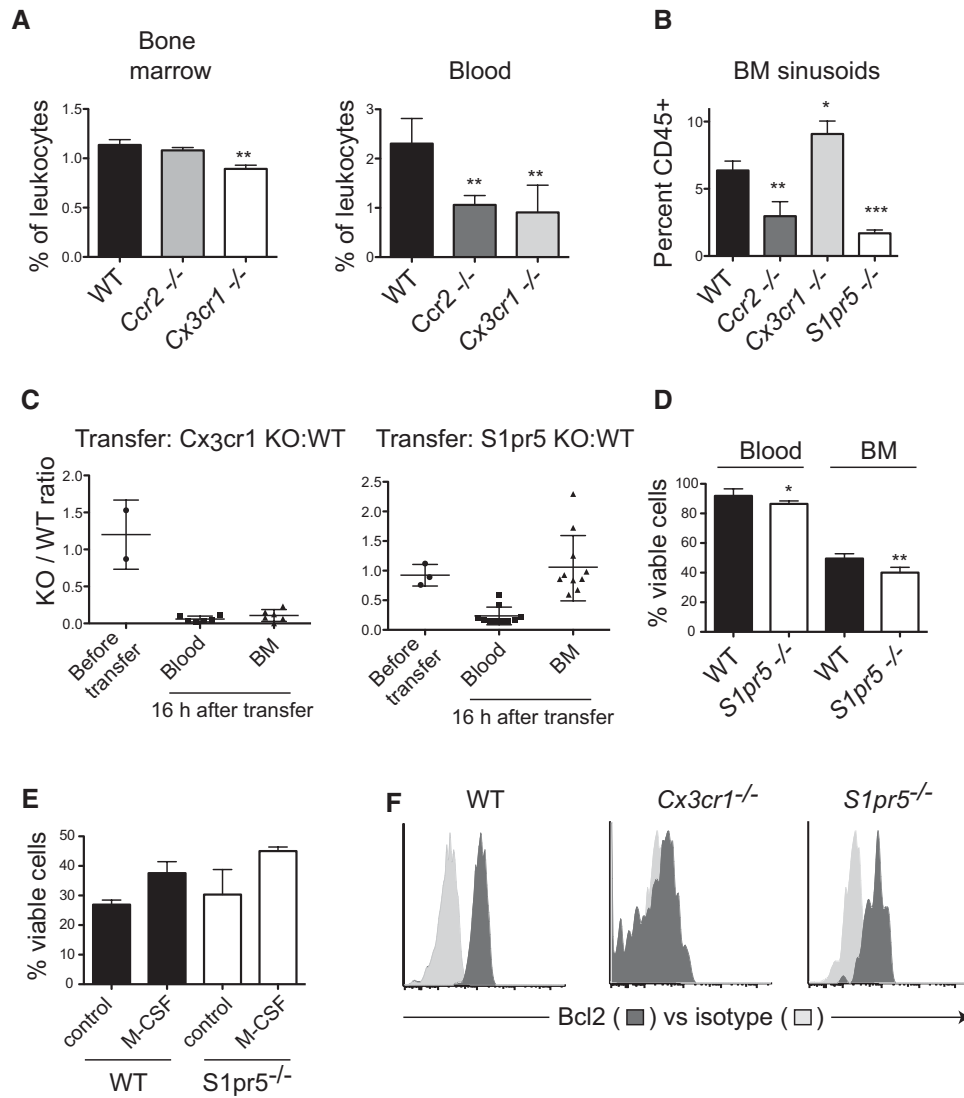 A
Bone
marrow
% of leukocytes
1.5
1.0
0.5
0.0
**
WT
Ccr2 -/-
Cx3cr1 -/-
Blood
% of leukocytes
3
2
1
0
**
**
WT
Ccr2 -/-
Cx3cr1 -/-
B
BM sinusoids
Percent CD45+
10
5
0
**
*
***
WT
Ccr2 -/-
Cx3cr1 -/-
S1pr5 -/-
C
Transfer: Cx3cr1 KO:WT
KO / WT ratio
2.0
1.5
1.0
0.5
0.0
Before
transfer
Blood
BM
16 h after transfer
Transfer: S1pr5 KO:WT
2.5
2.0
1.5
1.0
0.5
0.0
Before
transfer
Blood
BM
16 h after transfer
D
Blood
BM
% viable cells
100
80
60
40
20
0
*
**
WT
S1pr5 -/-
WT
S1pr5 -/-
E
% viable cells
50
40
30
20
10
0
control
M-CSF
control
M-CSF
WT
S1pr5-/-
F
WT
Cx3cr1-/-
S1pr5-/-
Bcl2 ( ) vs isotype ( )